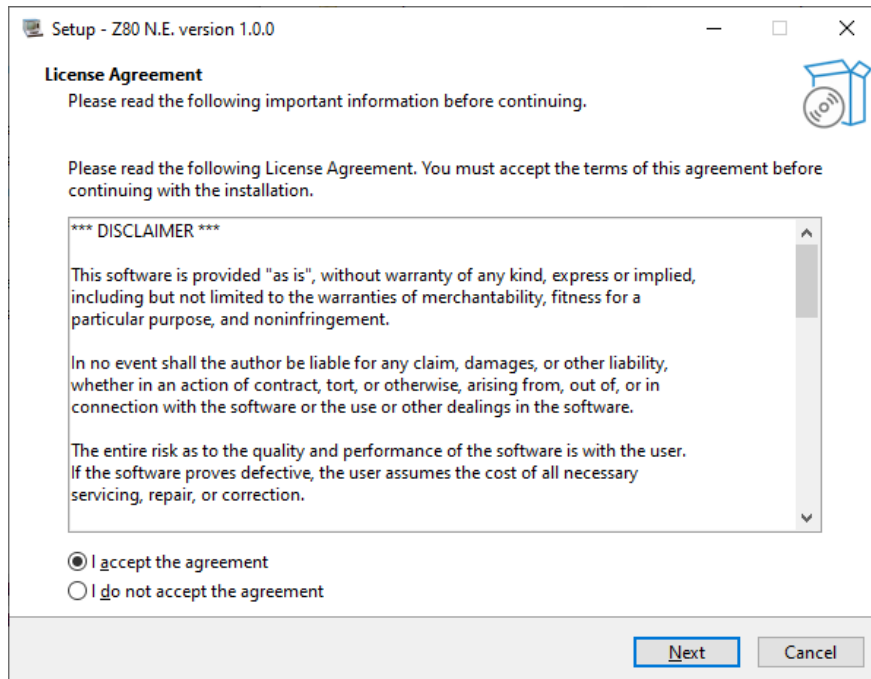 Setup - Z80 N.E. version 1.0.0
License Agreement
Please read the following important information before continuing.
Please read the following License Agreement. You must accept the terms of this agreement before
continuing with the installation.
*** DISCLAIMER ***
This software is provided "as is", without warranty of any kind, express or implied,
including but not limited to the warranties of merchantability, fitness for a
particular purpose, and noninfringement.
In no event shall the author be liable for any claim, damages, or other liability,
whether in an action of contract, tort, or otherwise, arising from, out of, or in
connection with the software or the use or other dealings in the software.
The entire risk as to the quality and performance of the software is with the user.
If the software proves defective, the user assumes the cost of all necessary
servicing, repair, or correction.
I accept the agreement
I do not accept the agreement
Next
Cancel